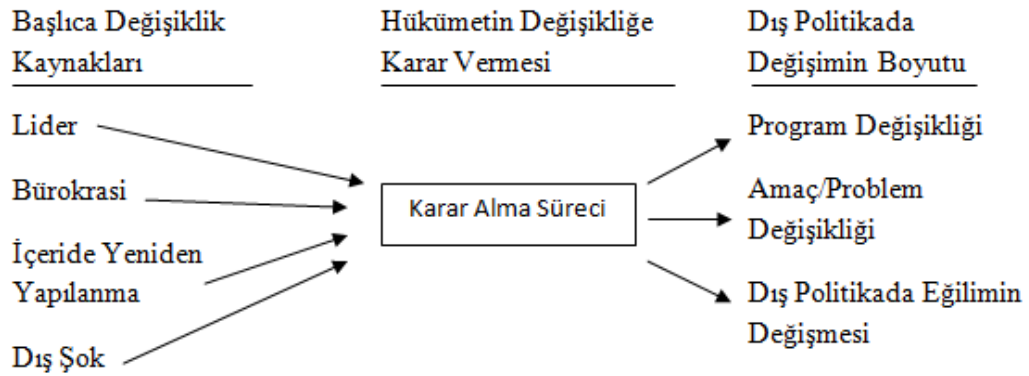 Başlıca Değişiklik
Kaynakları
Hükümetin Değişikliğe
Karar Vermesi
Dış Politikada
Değişimin Boyutu
Lider
Bürokrasi
İçeride Yeniden
Yapılanma
Dış Şok
Karar Alma Süreci
Program Değişikliği
Amaç/Problem
Değişikliği
Dış Politikada Eğilimin
Değişmesi